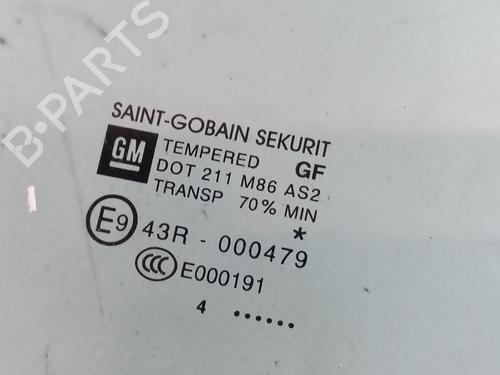 B-PARTS
SAINT-GOBAIN SEKURIT
GM TEMPERED GF
DOT 211 M86 AS2
TRANSP 70% MIN
*
E9 43R - 000479
CCC E000191
4 ......